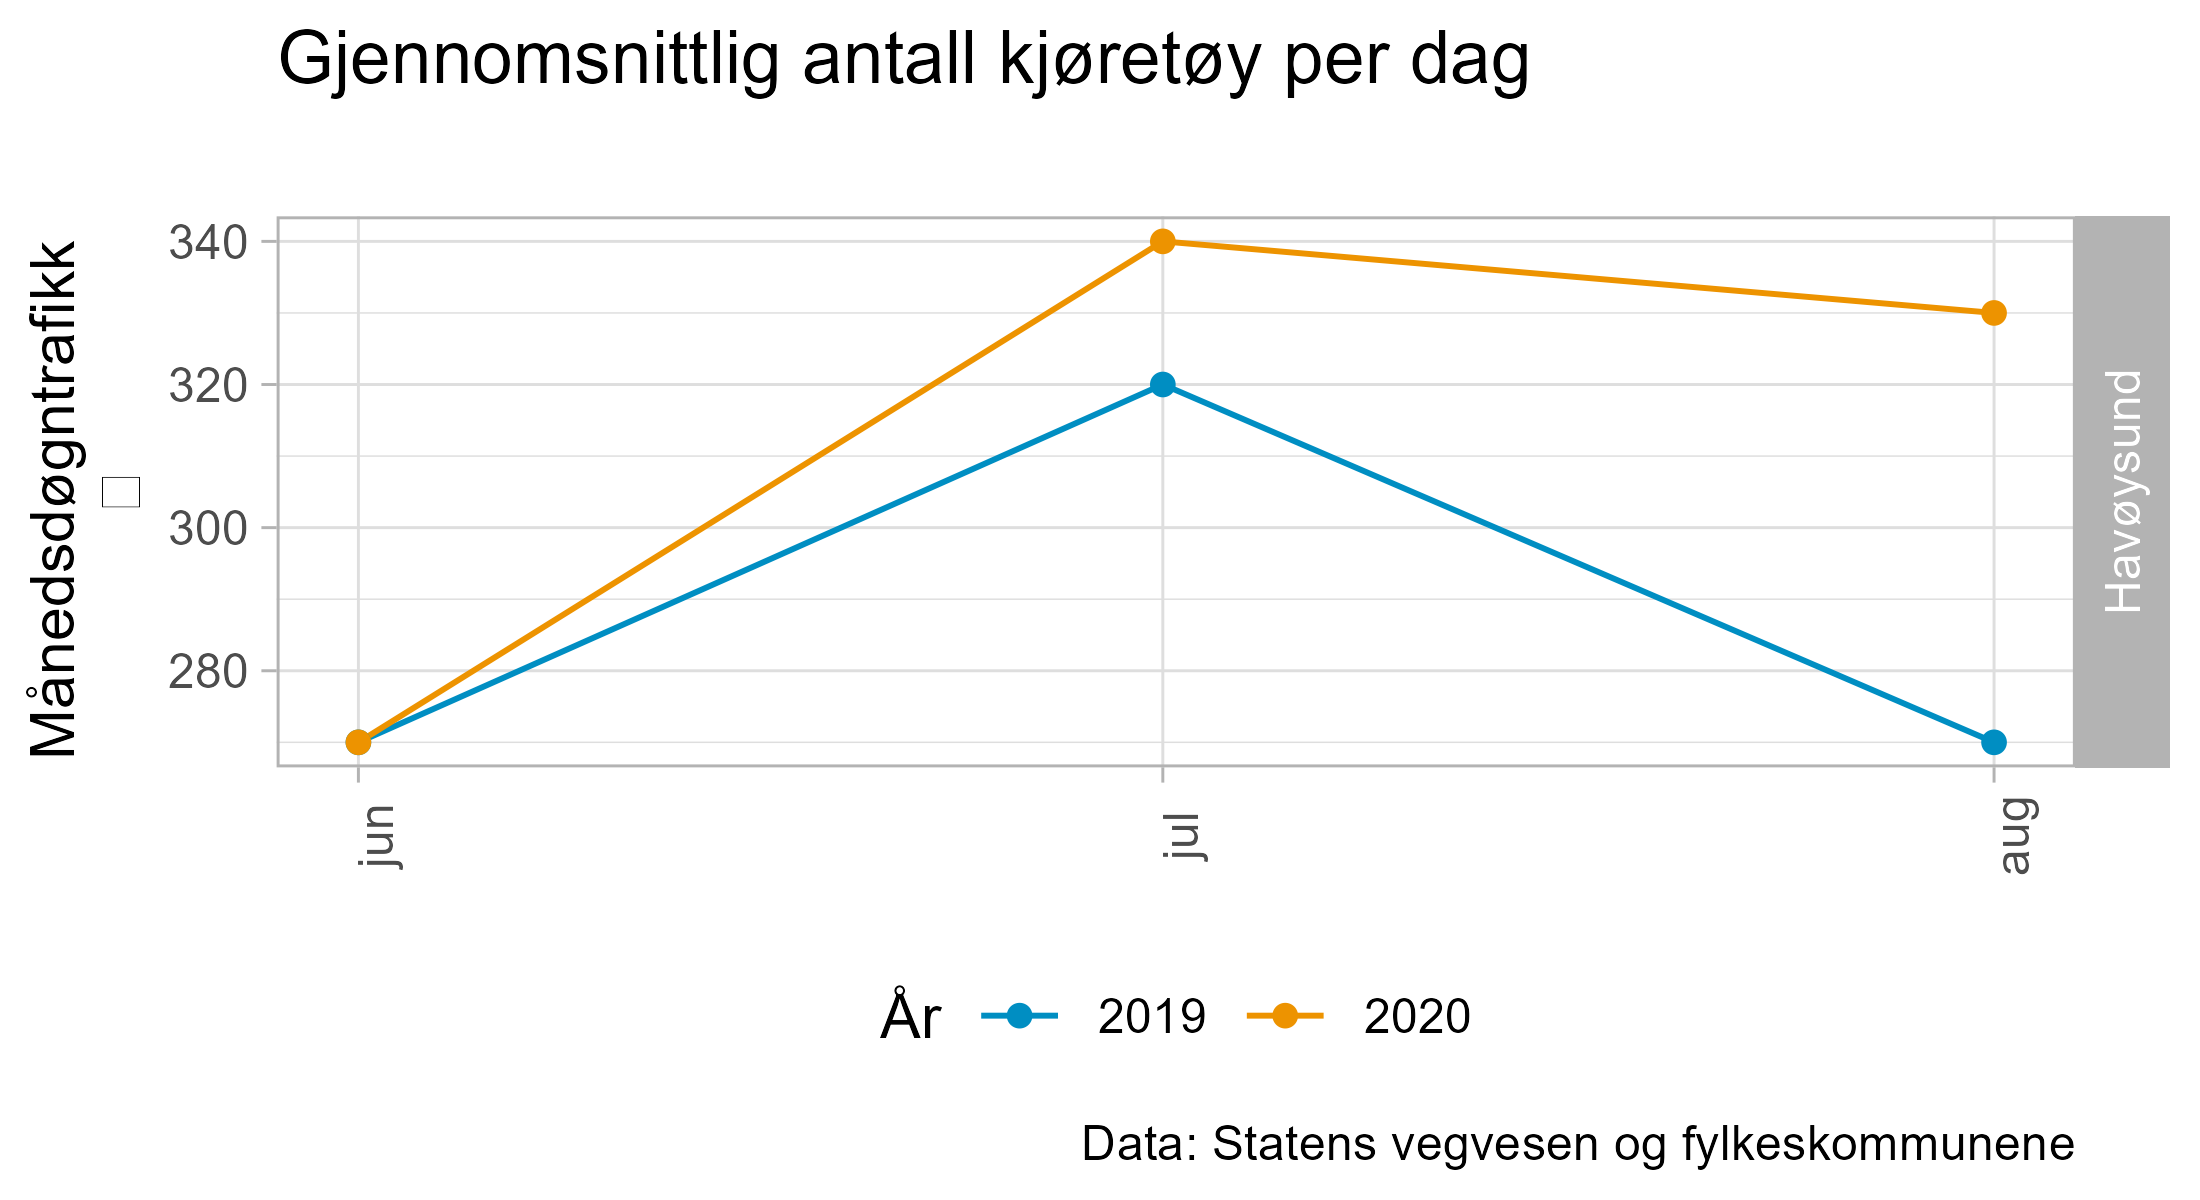 Gjennomsnittlig antall kjøretøy per dag
Månedsdøgntrafikk
340
320
300
280
Havøysund
jun
jul
aug
År 2019 2020
Data: Statens vegvesen og fylkeskommunene